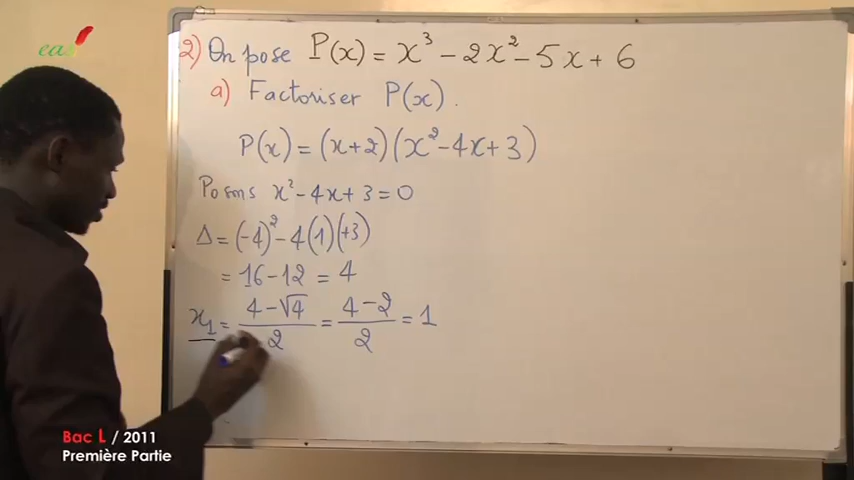 2) On pose P(x) = x³ - 2x² - 5x + 6
a) Factoriser P(x).
P(x) = (x+2)(x² - 4x + 3)
Posons x² - 4x + 3 = 0
Δ = (-4)² - 4(1)(+3)
= 16 - 12 = 4
x₁ = (4 - √4)/2 = (4 - 2)/2 = 1
Bac L / 2011
Première Partie